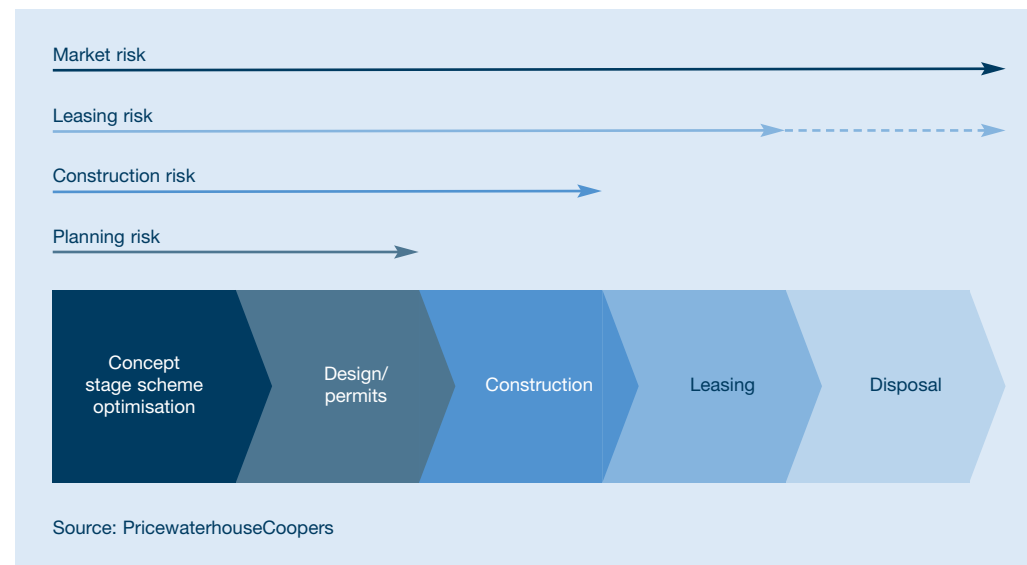 Market risk
Leasing risk
Construction risk
Planning risk
Concept
stage scheme
optimisation
Design/
permits
Construction
Leasing
Disposal
Source: PricewaterhouseCoopers